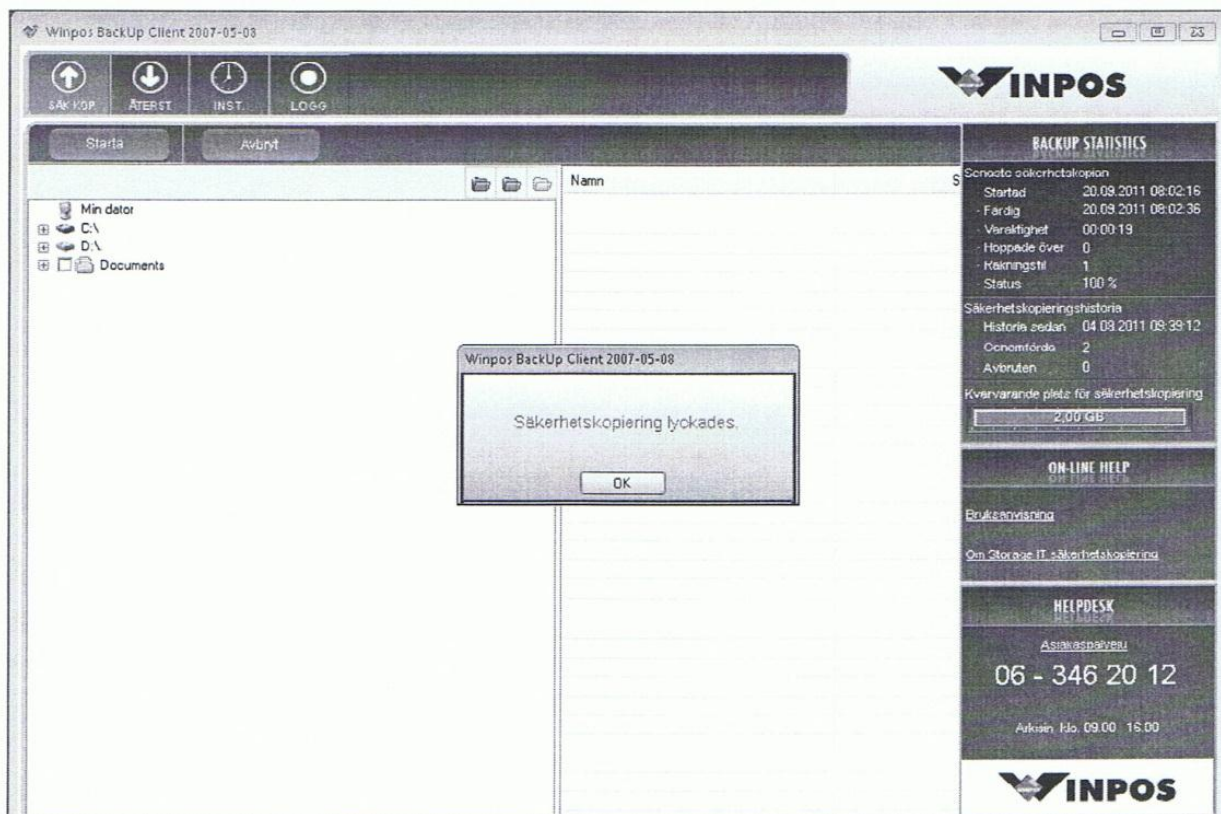 Winpos BackUp Client 2007-05-08
SÄK KOP.
ÅTERST
INST.
LOGG
WINPOS
Starta
Avbryt
Namn
S
Min dator
C:\
D:\
Documents
BACKUP STATISTICS
Senaste säkerhetskopian
Startad 20.09.2011 08:02:16
- Färdig 20.09.2011 08:02:36
- Varaktighet 00:00:19
- Hoppade över 0
- Räkningstil 1
- Status 100 %
Säkerhetskopieringshistoria
Historia sedan 04.08.2011 09:39:12
Genomförda 2
Avbruten 0
Kvarvarande plats för säkerhetskopiering
2,00 GB
Winpos BackUp Client 2007-05-08
Säkerhetskopiering lyckades.
OK
ON-LINE HELP
Bruksanvisning
Om Storage IT säkerhetskopiering
HELPDESK
Asiakaspalvelu
06 - 346 20 12
Arkisin klo. 09.00 16.00
WINPOS